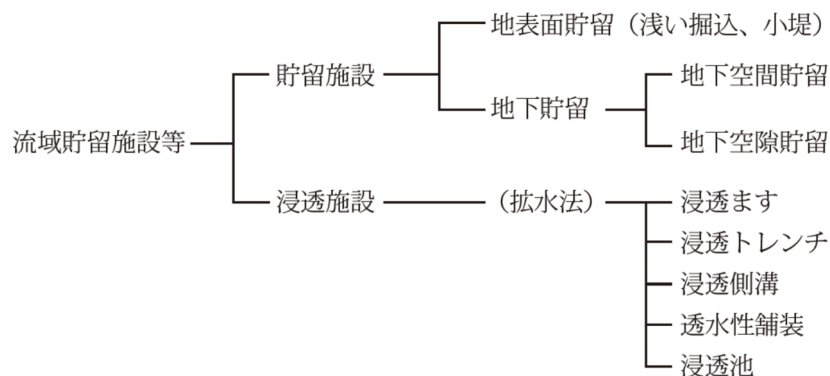 流域貯留施設等
貯留施設
地表面貯留（浅い掘込、小堤）
地下貯留
地下空間貯留
地下空隙貯留
浸透施設
（拡水法）
浸透ます
浸透トレンチ
浸透側溝
透水性舗装
浸透池